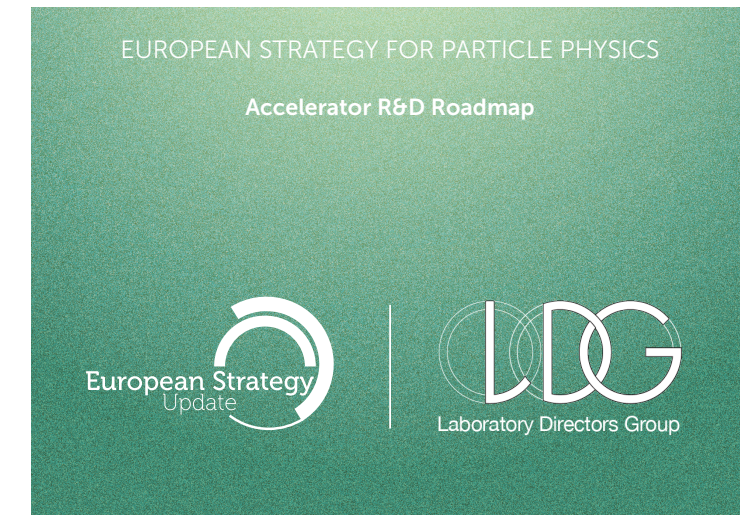 EUROPEAN STRATEGY FOR PARTICLE PHYSICS
Accelerator R&D Roadmap
European Strategy
Update
LDG
Laboratory Directors Group